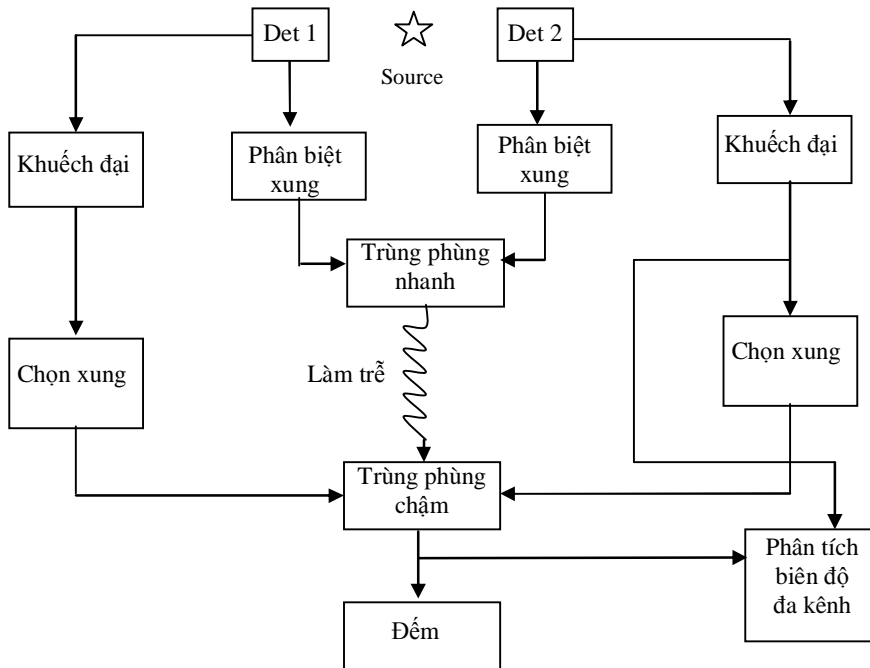 Det 1
Det 2
Source
Khuếch đại
Phân biệt
xung
Phân biệt
xung
Khuếch đại
Trùng phùng
nhanh
Chọn xung
Làm trễ
Chọn xung
Trùng phùng
chậm
Phân tích
biên độ
đa kênh
Đếm